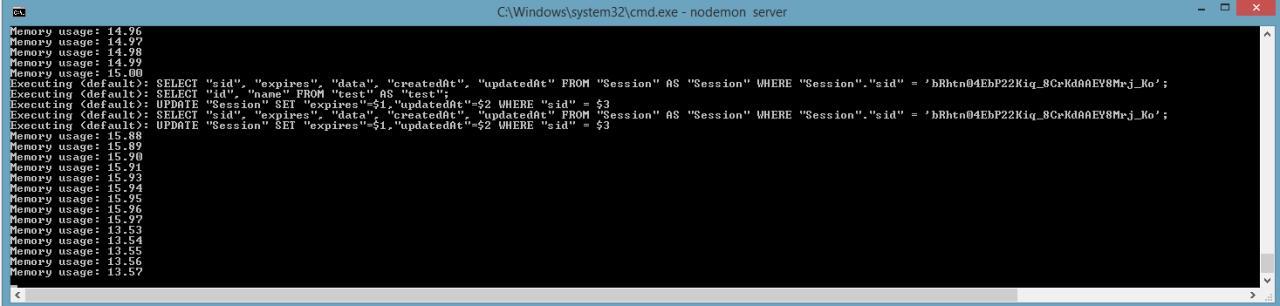 C:\Windows\system32\cmd.exe - nodemon server
Memory usage: 14.96
Memory usage: 14.97
Memory usage: 14.98
Memory usage: 14.99
Memory usage: 15.00
Executing (default): SELECT "sid", "expires", "data", "createdAt", "updatedAt" FROM "Session" AS "Session" WHERE "Session"."sid" = 'bRhtn04EbP22Kiq_8CrKdAAEY8Mrj_Ko';
Executing (default): SELECT "id", "name" FROM "test" AS "test";
Executing (default): UPDATE "Session" SET "expires"=$1,"updatedAt"=$2 WHERE "sid" = $3
Executing (default): SELECT "sid", "expires", "data", "createdAt", "updatedAt" FROM "Session" AS "Session" WHERE "Session"."sid" = 'bRhtn04EbP22Kiq_8CrKdAAEY8Mrj_Ko';
Executing (default): UPDATE "Session" SET "expires"=$1,"updatedAt"=$2 WHERE "sid" = $3
Memory usage: 15.88
Memory usage: 15.89
Memory usage: 15.90
Memory usage: 15.91
Memory usage: 15.93
Memory usage: 15.94
Memory usage: 15.95
Memory usage: 15.96
Memory usage: 15.97
Memory usage: 13.53
Memory usage: 13.54
Memory usage: 13.55
Memory usage: 13.56
Memory usage: 13.57